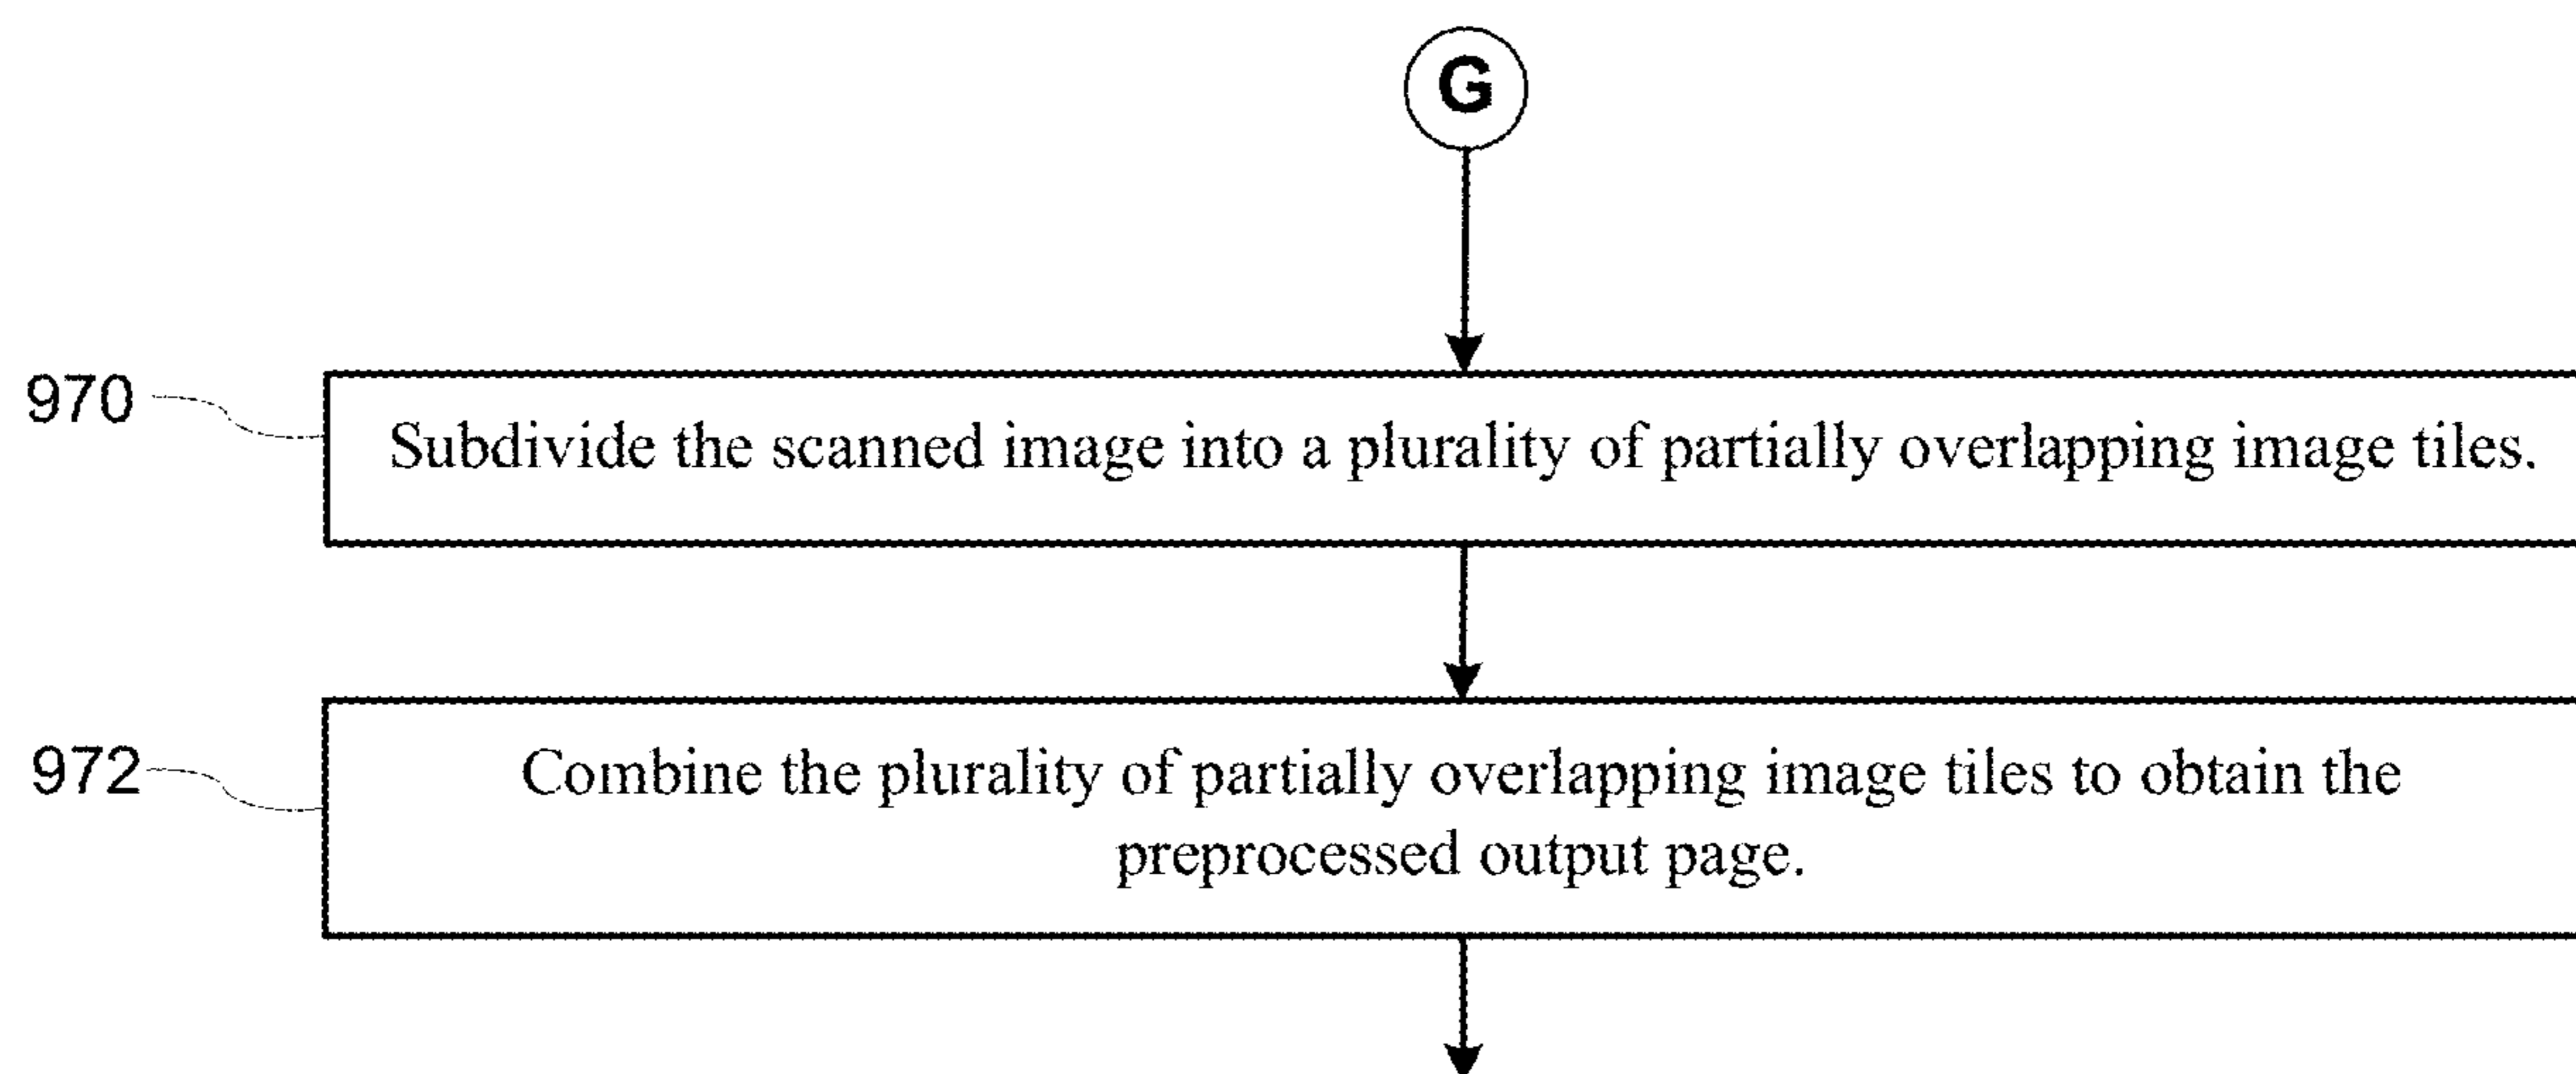 G
970
Subdivide the scanned image into a plurality of partially overlapping image tiles.
972
Combine the plurality of partially overlapping image tiles to obtain the
preprocessed output page.